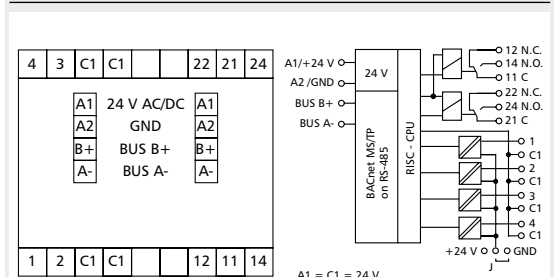 4 3 C1 C1 22 21 24
A1 24 V AC/DC A1
A2 GND A2
B+ BUS B+ B+
A- BUS A- A-
1 2 C1 C1 12 11 14
A1/+24 V
A2 /GND
BUS B+
BUS A-
24 V
BACnet MS/TP
on RS-485
RISC - CPU
12 N.C.
14 N.O.
11 C
22 N.C.
24 N.O.
21 C
1
C1
2
C1
3
C1
4
C1
+24 V GND
J
A1 = C1 = 24 V